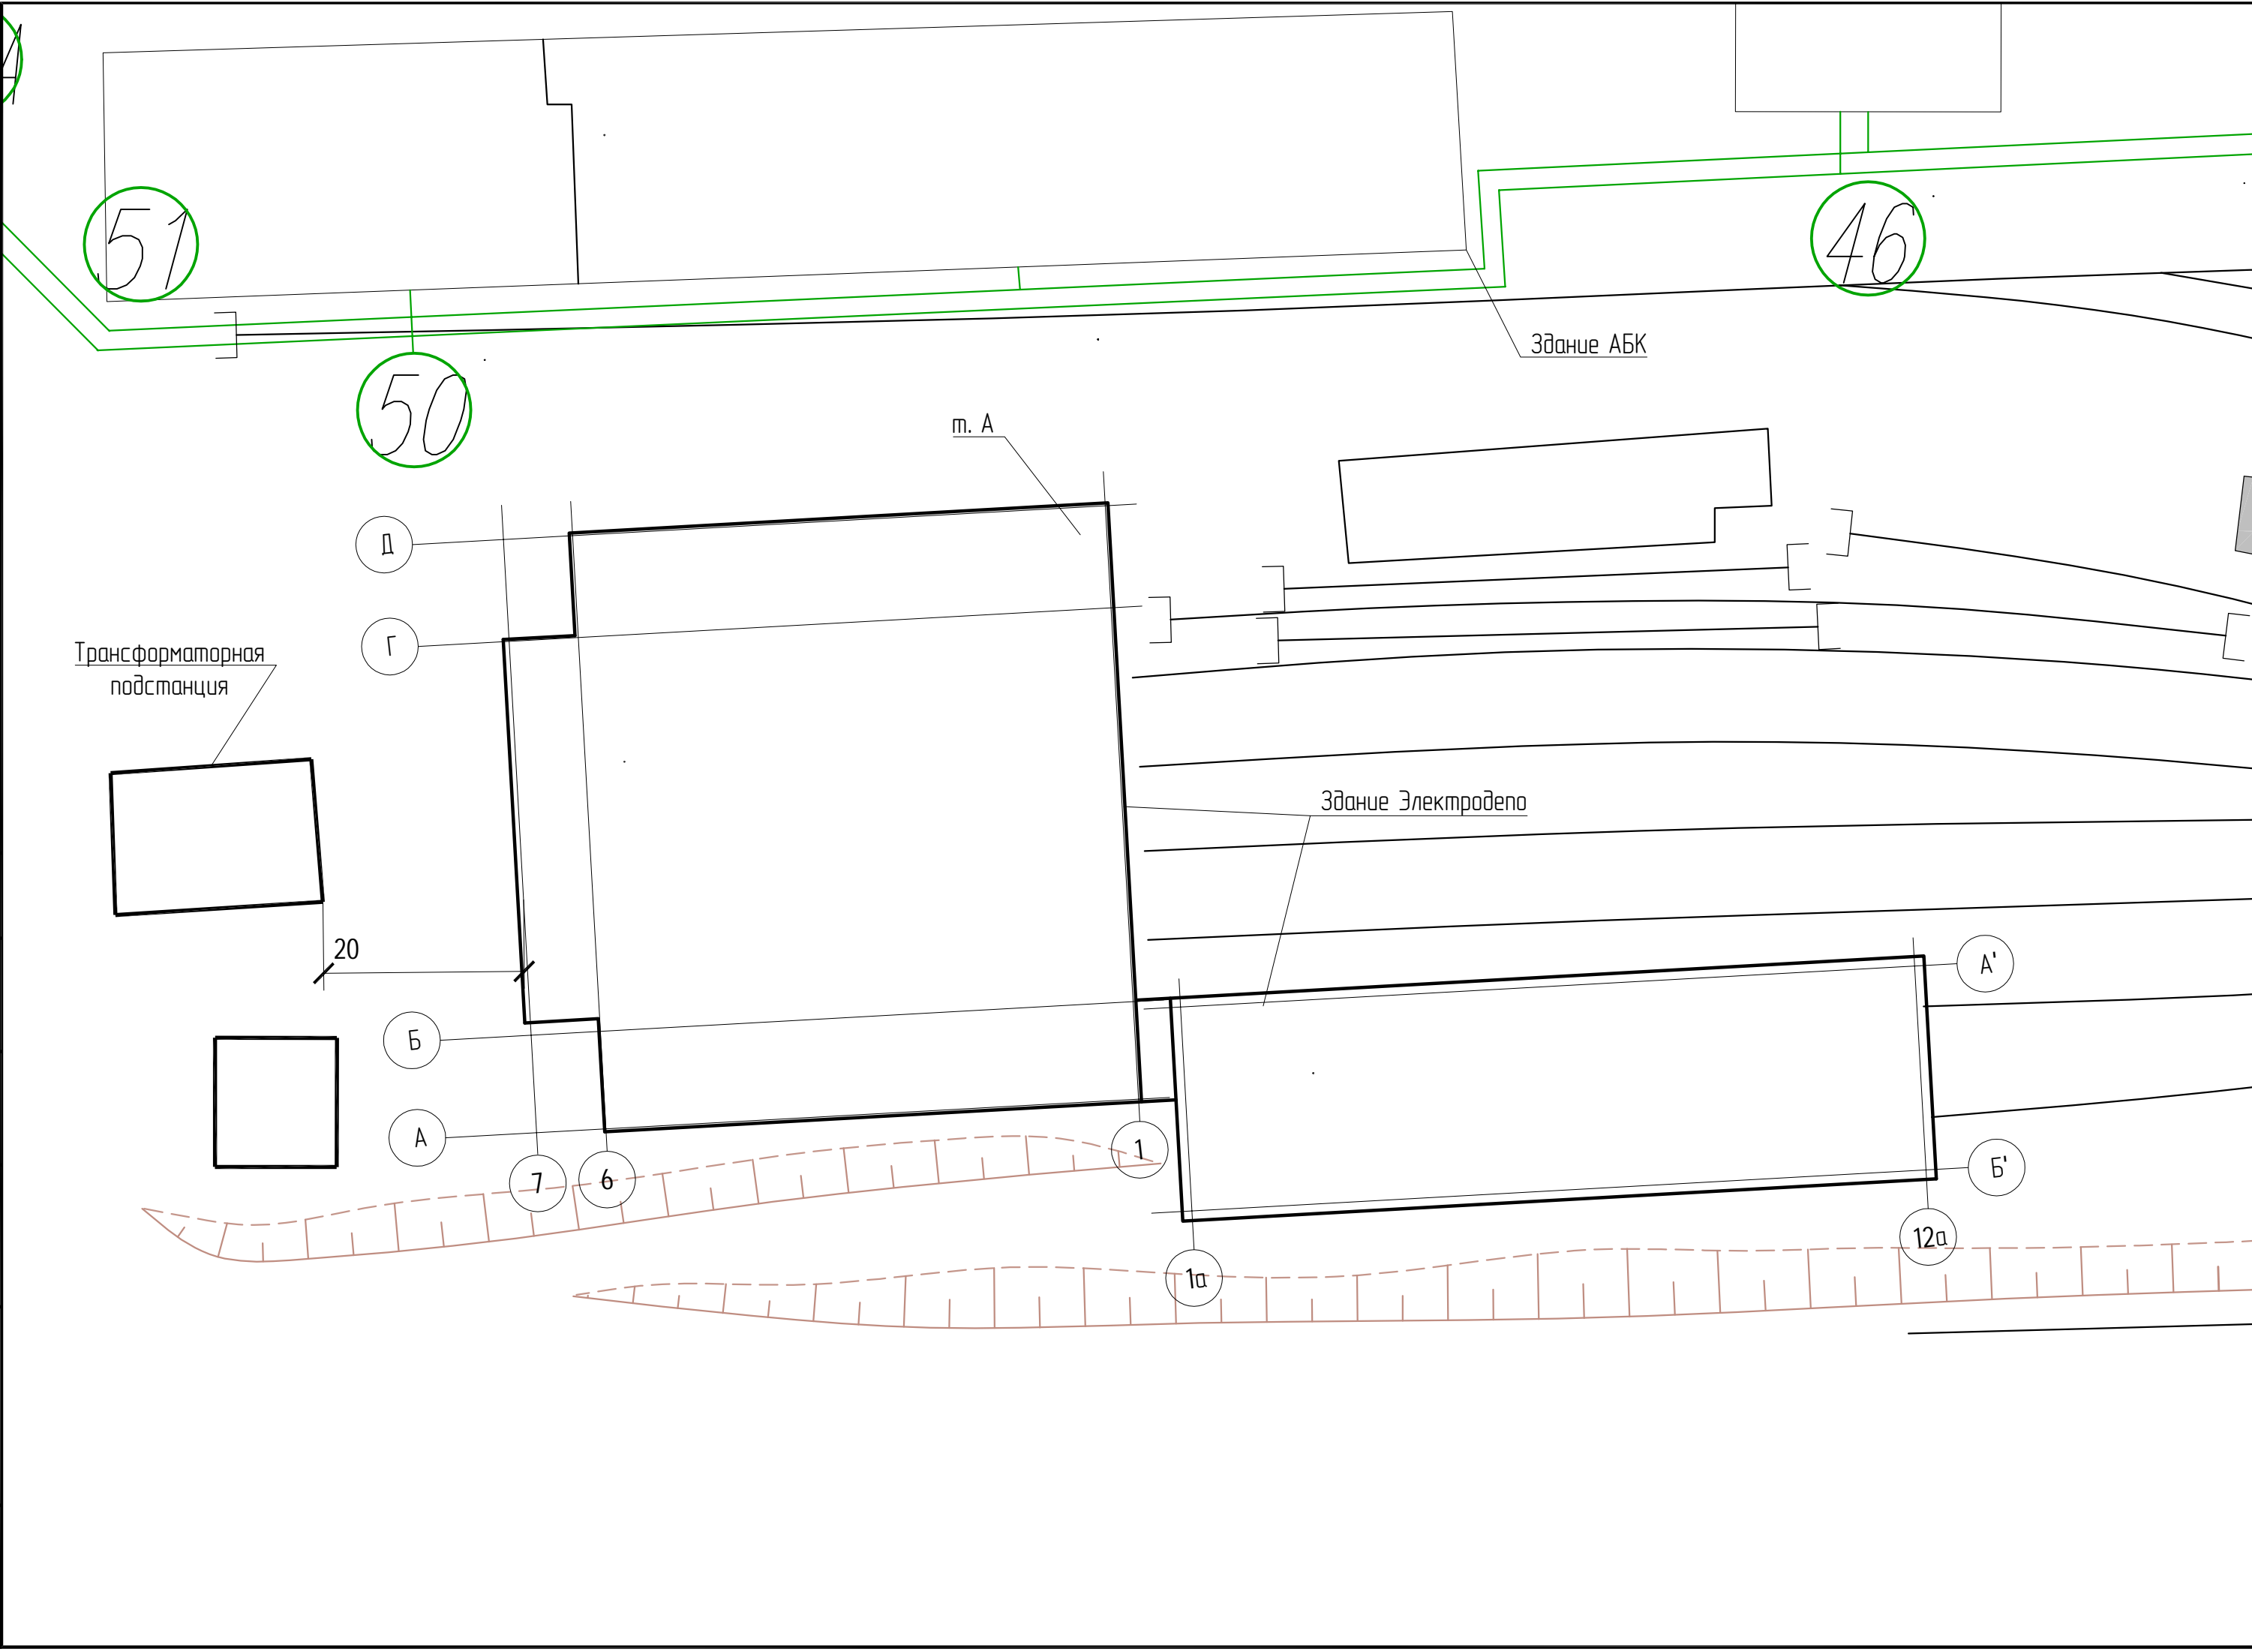 51
46
50
Здание АБК
т. А
Д
Г
Трансформаторная
подстанция
Здание Электродепо
20
А'
Б
А
1
7
6
Б'
12а
1а